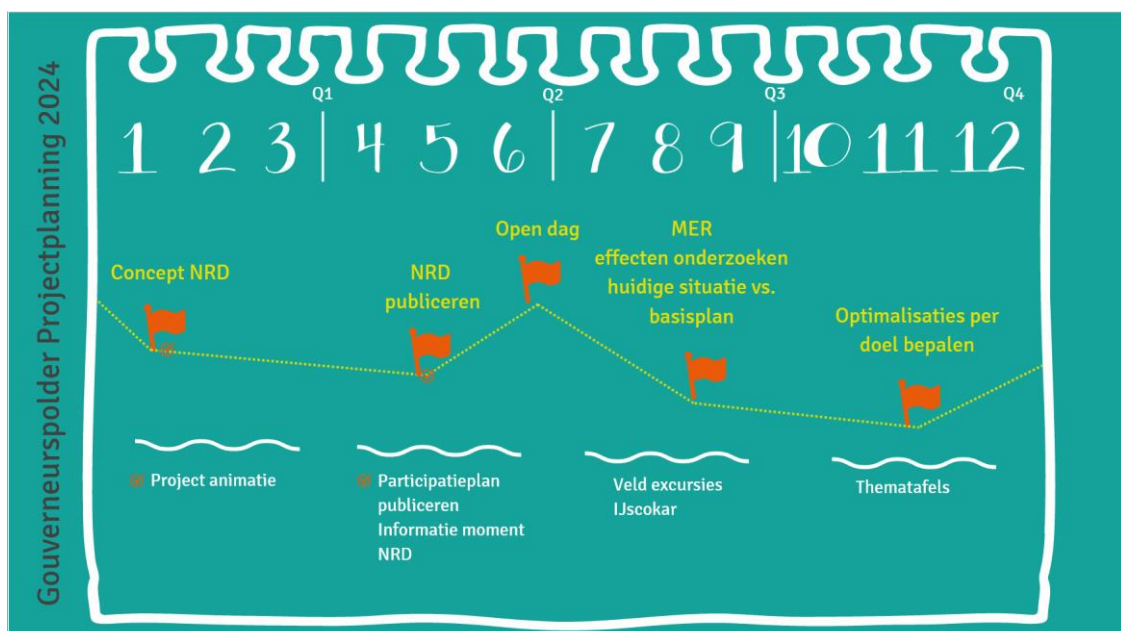 Gouverneurspolder Projectplanning 2024
Q1
Q2
Q3
Q4
1 2 3 4 5 6 7 8 9 10 11 12
Concept NRD
NRD
publiceren
Open dag
MER
effecten onderzoeken
huidige situatie vs.
basisplan
Optimalisaties per
doel bepalen
Project animatie
Participatieplan
publiceren
Informatie moment
NRD
Veld excursies
IJscokar
Thematafels